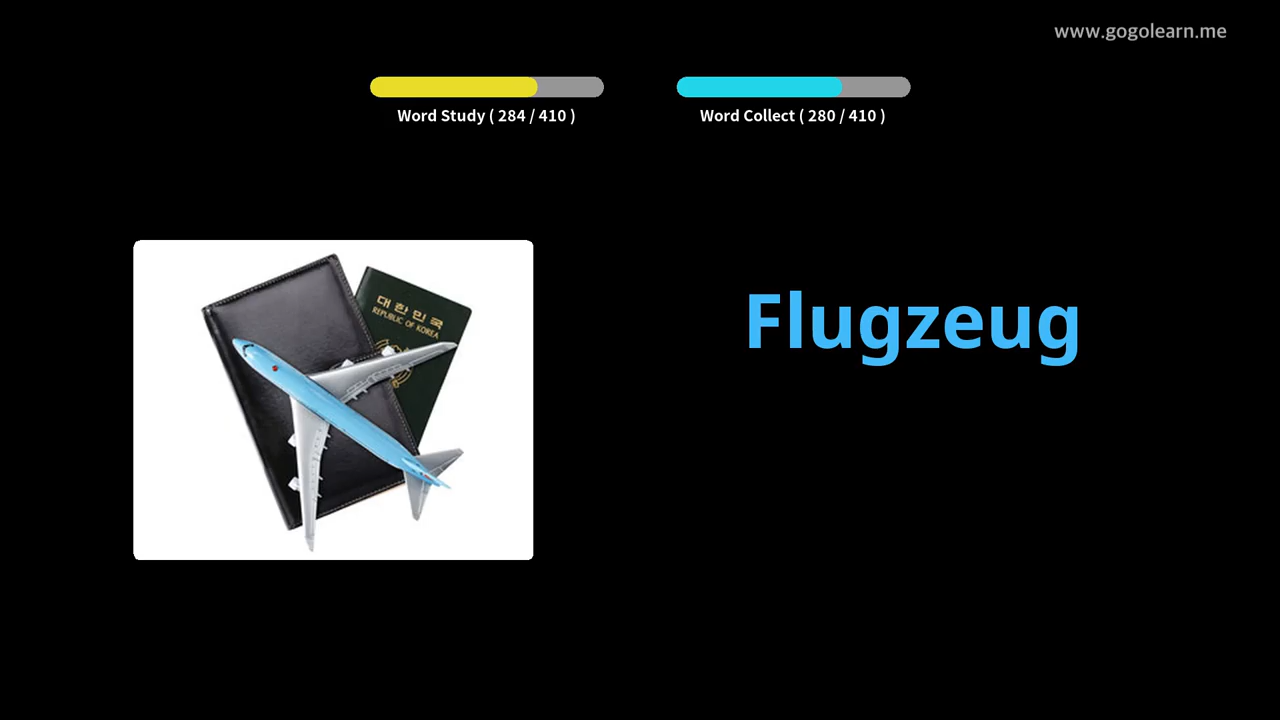 www.gogolearn.me
Word Study ( 284 / 410 )
Word Collect ( 280 / 410 )
대한민국
REPUBLIC OF KOREA
Flugzeug